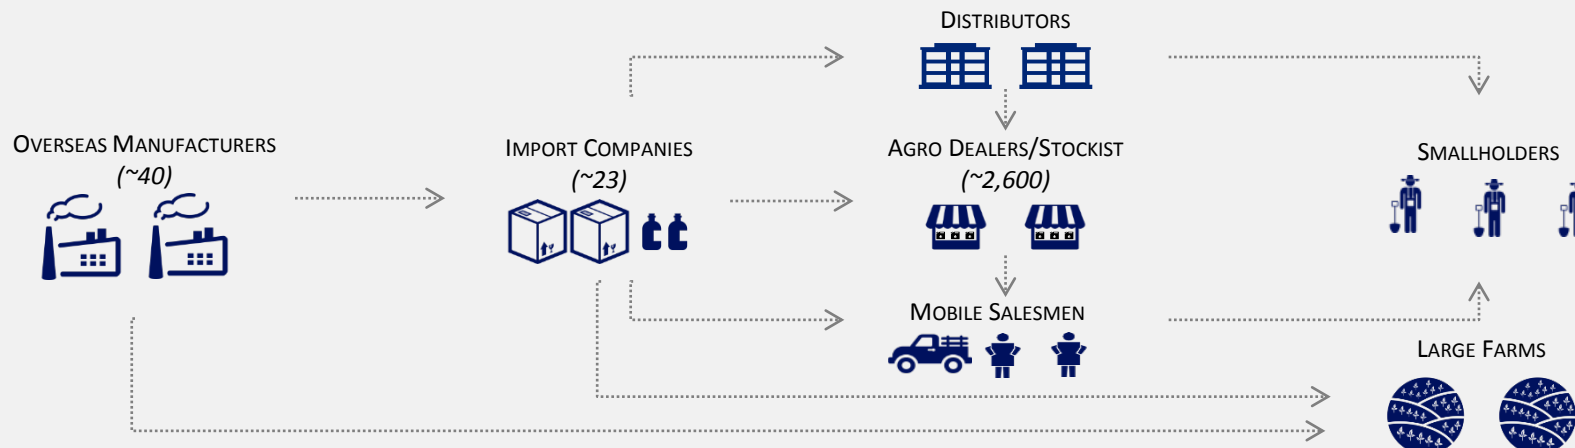 DISTRIBUTORS
OVERSEAS MANUFACTURERS
(~40)
IMPORT COMPANIES
(~23)
AGRO DEALERS/STOCKIST
(~2,600)
SMALLHOLDERS
MOBILE SALESMEN
LARGE FARMS